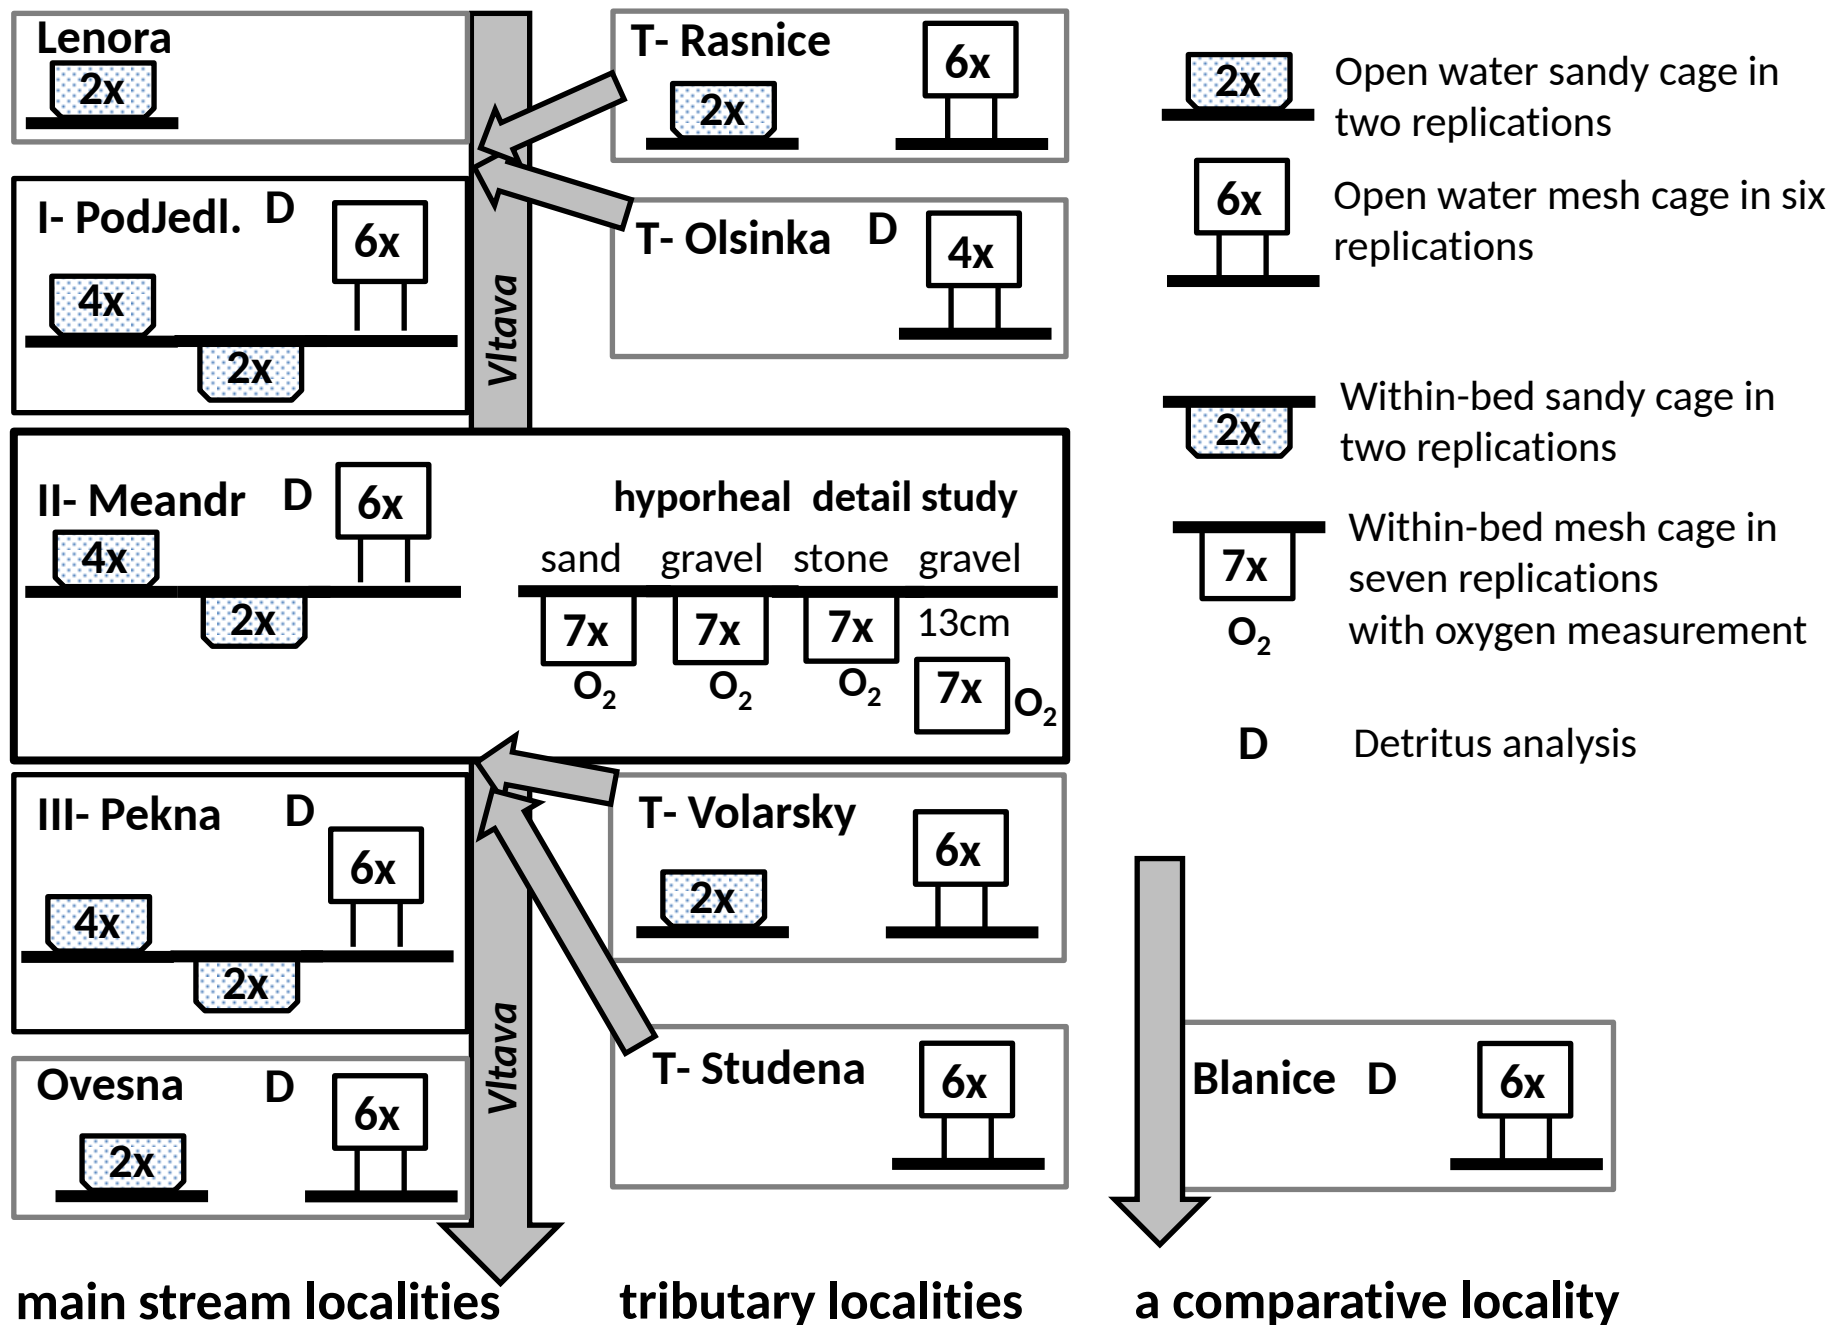 Lenora
2x
I- PodJedl. D
6x
4x
2x
Vltava
T- Rasnice
6x
2x
T- Olsinka D
4x
II- Meandr D
6x
4x
2x
hyporheal detail study
sand gravel stone gravel
7x 7x 7x 13cm
O₂ O₂ O₂ 7x O₂
III- Pekna D
6x
4x
2x
Vltava
Ovesna D
6x
2x
T- Volarsky
6x
2x
T- Studena
6x
2x Open water sandy cage in
two replications
6x Open water mesh cage in six
replications
Within-bed sandy cage in
2x two replications
Within-bed mesh cage in
7x seven replications
O₂ with oxygen measurement
D Detritus analysis
Blanice D 6x
main stream localities
tributary localities
a comparative locality